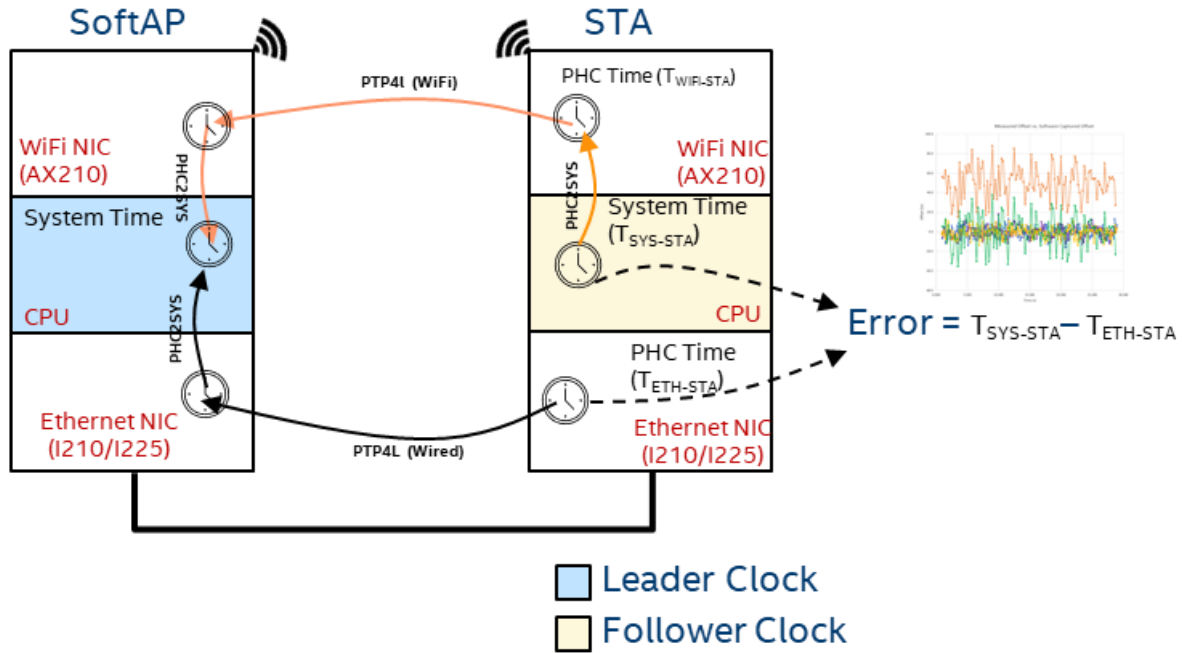 SoftAP
STA
PTP4l (WiFi)
PHC Time (TWIFI-STA)
WiFi NIC
(AX210)
PHC2SYS
WiFi NIC
(AX210)
PHC2SYS
System Time
CPU
System Time
(TSYS-STA)
CPU
PHC2SYS
Ethernet NIC
(I210/I225)
PTP4L (Wired)
PHC Time
(TETH-STA)
Ethernet NIC
(I210/I225)
Error = TSYS-STA– TETH-STA
Leader Clock
Follower Clock